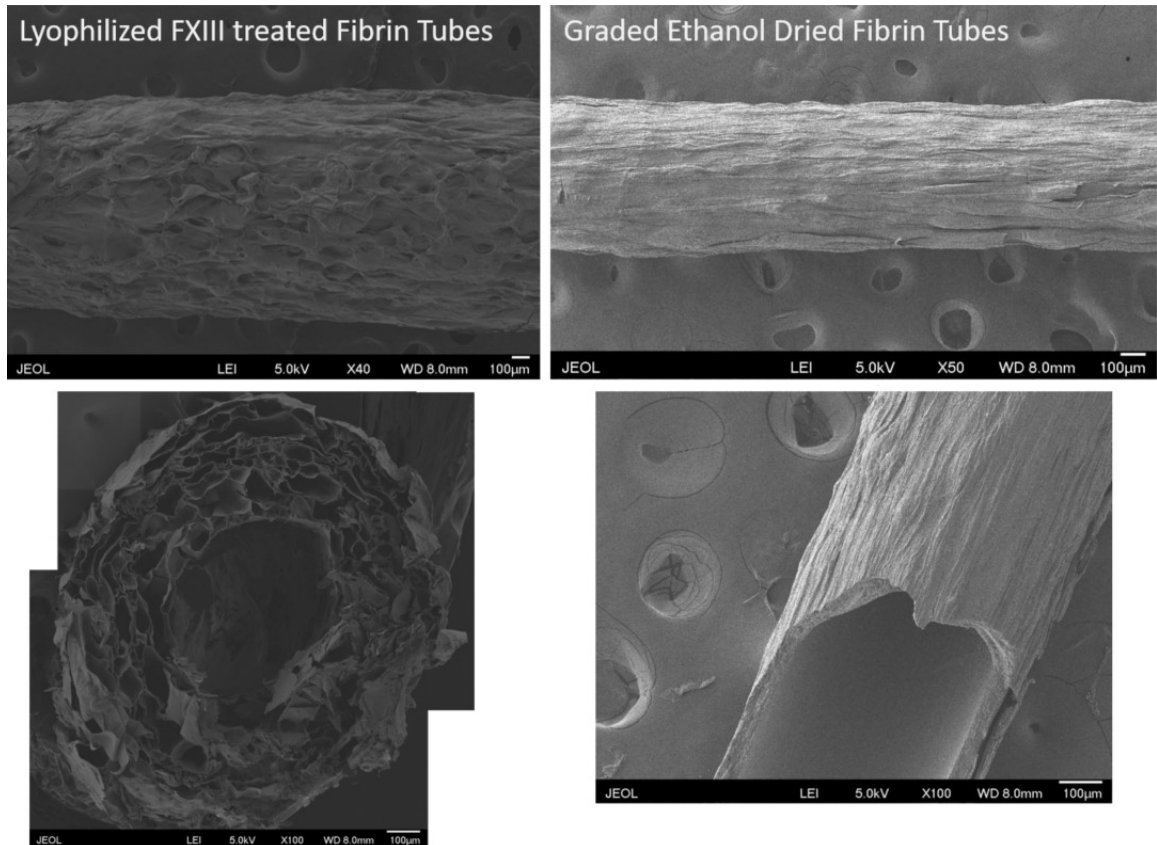 Lyophilized FXIII treated Fibrin Tubes
Graded Ethanol Dried Fibrin Tubes
JEOL LEI 5.0kV X40 WD 8.0mm 100µm
JEOL LEI 5.0kV X50 WD 8.0mm 100µm
JEOL LEI 5.0kV X100 WD 8.0mm 100µm
JEOL LEI 5.0kV X100 WD 8.0mm 100µm